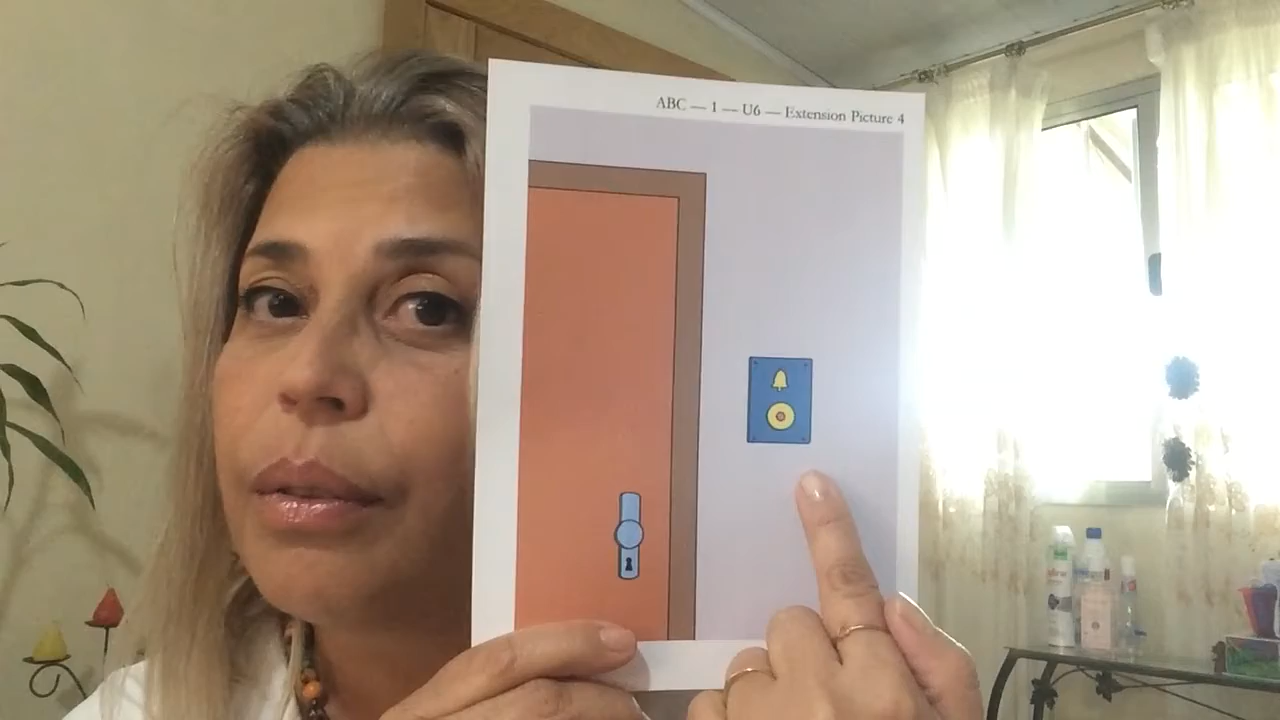 ABC — 1 — U6 — Extension Picture 4